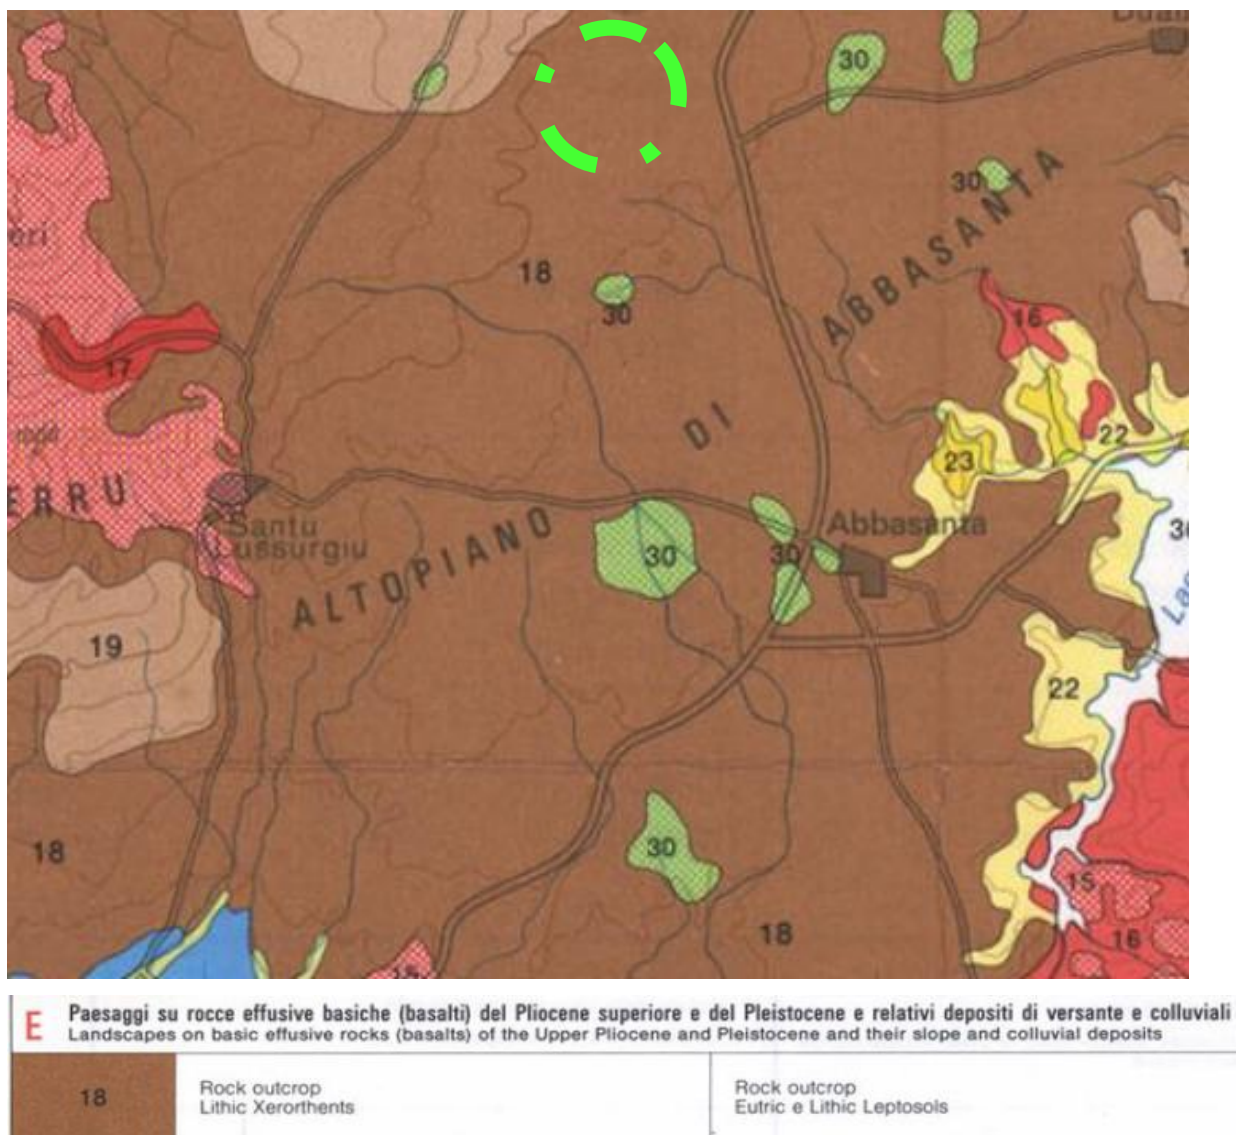 30
30
ABBASANTA
18
30
16
17
DI
22
23
ERRU
Santu
Lussurgiu
Abbasanta
30
30
ALTOPIANO
19
22
18
30
15
18
16
E Paesaggi su rocce effusive basiche (basalti) del Pliocene superiore e del Pleistocene e relativi depositi di versante e colluviali
Landscapes on basic effusive rocks (basalts) of the Upper Pliocene and Pleistocene and their slope and colluvial deposits
18
Rock outcrop
Lithic Xerorthents
Rock outcrop
Eutric e Lithic Leptosols